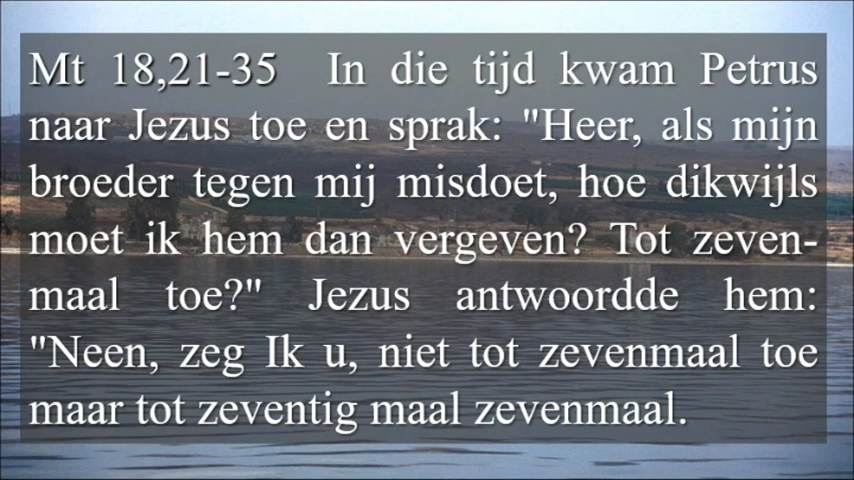 Mt 18,21-35 In die tijd kwam Petrus
naar Jezus toe en sprak: "Heer, als mijn
broeder tegen mij misdoet, hoe dikwijls
moet ik hem dan vergeven? Tot zeven-
maal toe?" Jezus antwoordde hem:
"Neen, zeg Ik u, niet tot zevenmaal toe
maar tot zeventig maal zevenmaal.